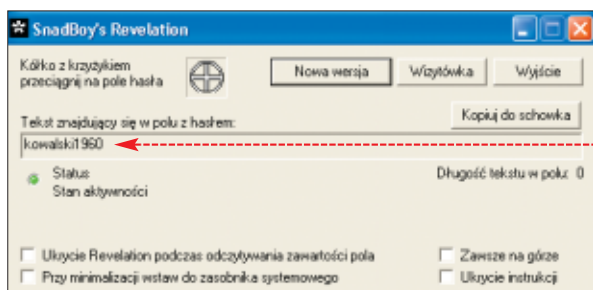 SnadBoy's Revelation
Kółko z krzyżykiem
przeciągnij na pole hasła
Nowa wersja
Wizytówka
Wyjście
Kopiuj do schowka
Tekst znajdujący się w polu z hasłem:
kowalski1960
Status
Długość tekstu w polu: 0
Stan aktywności
Ukrycie Revelation podczas odczytywania zawartości pola
Zawsze na górze
Przy minimalizacji wstaw do zasobnika systemowego
Ukrycie instrukcji